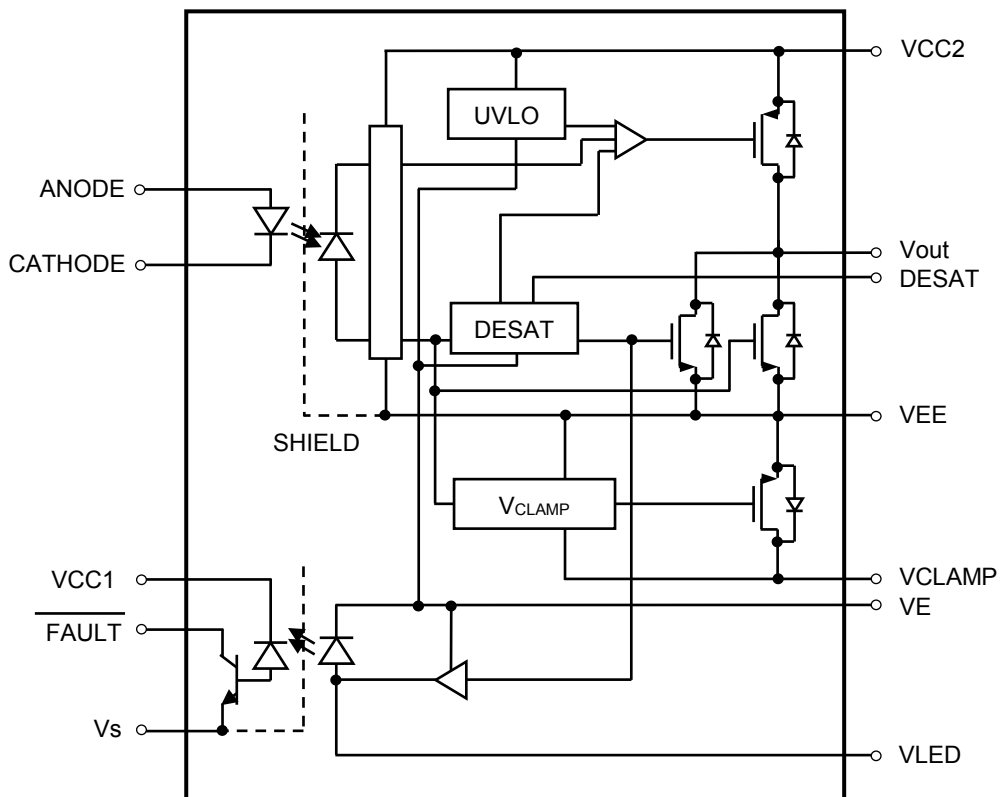 VCC2
UVLO
ANODE
CATHODE
Vout
DESAT
DESAT
VEE
SHIELD
VCLAMP
VCC1
VCLAMP
VE
FAULT
Vs
VLED